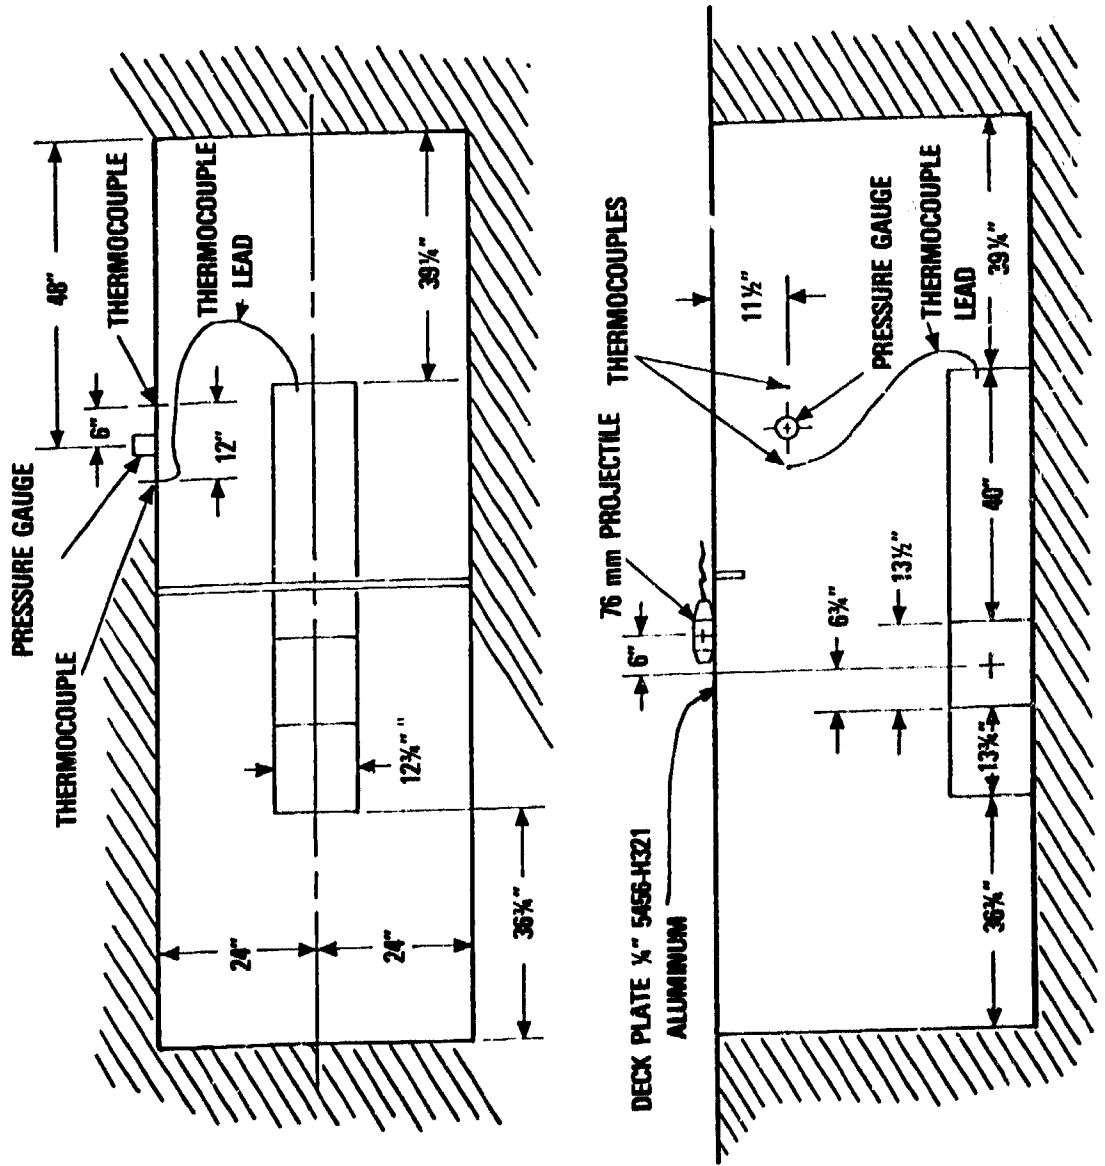 PRESSURE GAUGE
THERMOCOUPLE
48"
6"
THERMOCOUPLE
THERMOCOUPLE
LEAD
12"
39¼"
12¾"
24"
24"
36¾"
DECK PLATE ¼" 5456-H321
ALUMINUM
6"
76 mm PROJECTILE
THERMOCOUPLES
11½"
PRESSURE GAUGE
THERMOCOUPLE
LEAD
6¾"
13½"
36¾"
13¾"
40"
39¼"